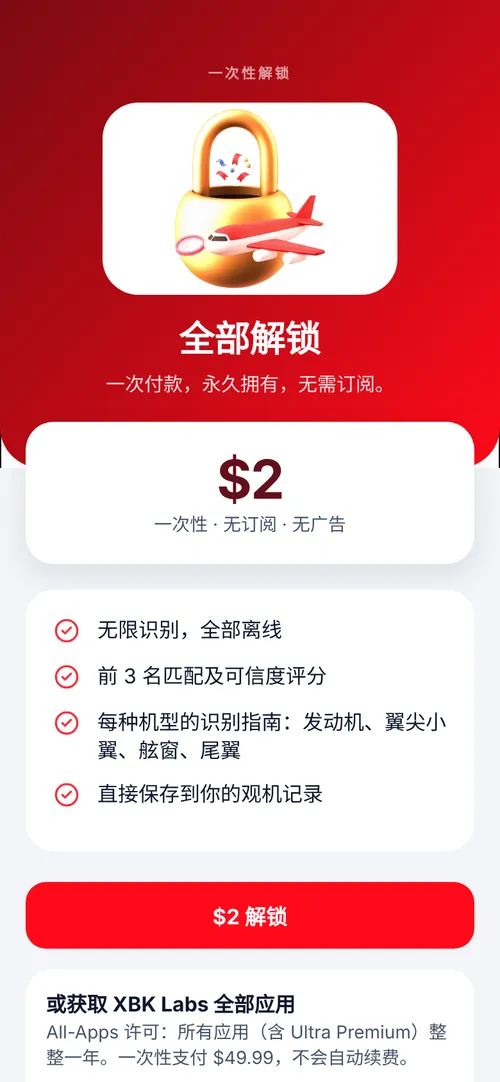 一次性解锁
全部解锁
一次付款，永久拥有，无需订阅。
$2
一次性 · 无订阅 · 无广告
无限识别，全部离线
前 3 名匹配及可信度评分
每种机型的识别指南：发动机、翼尖小
翼、舷窗、尾翼
直接保存到你的观机记录
$2 解锁
或获取 XBK Labs 全部应用
All-Apps 许可：所有应用（含 Ultra Premium）整
整一年。一次性支付 $49.99，不会自动续费。